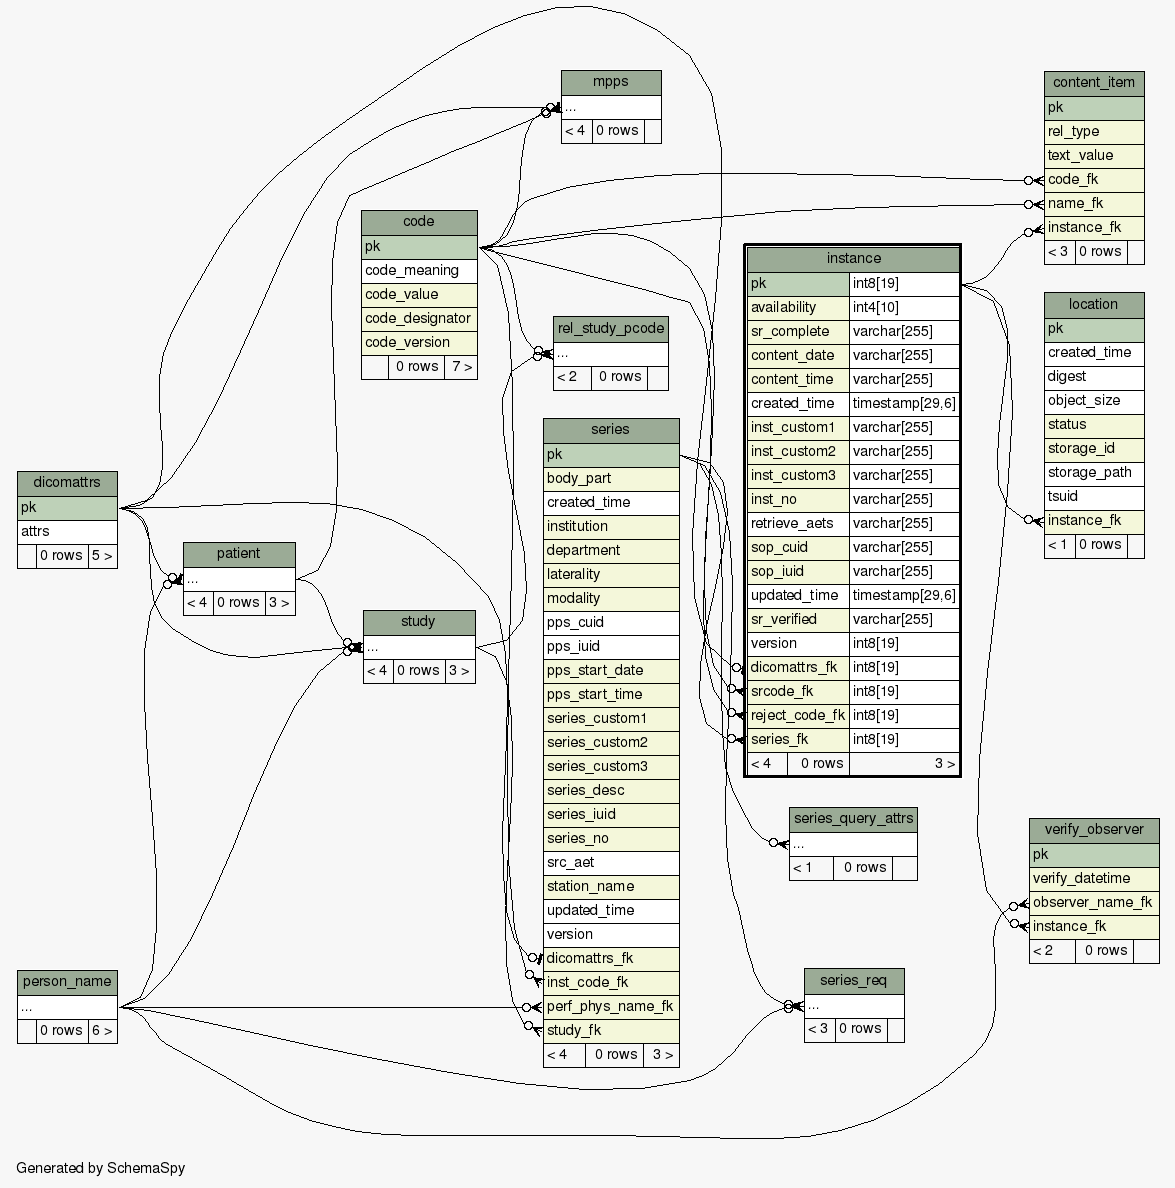 mpps
...
< 4 0 rows
content_item
pk
rel_type
text_value
code_fk
name_fk
instance_fk
< 3 0 rows
code
pk
code_meaning
code_value
code_designator
code_version
0 rows 7 >
instance
pk int8[19]
availability int4[10]
sr_complete varchar[255]
content_date varchar[255]
content_time varchar[255]
created_time timestamp[29,6]
inst_custom1 varchar[255]
inst_custom2 varchar[255]
inst_custom3 varchar[255]
inst_no varchar[255]
retrieve_aets varchar[255]
sop_cuid varchar[255]
sop_iuid varchar[255]
updated_time timestamp[29,6]
sr_verified varchar[255]
version int8[19]
dicomattrs_fk int8[19]
srcode_fk int8[19]
reject_code_fk int8[19]
series_fk int8[19]
< 4 0 rows 3 >
location
pk
created_time
digest
object_size
status
storage_id
storage_path
tsuid
instance_fk
< 1 0 rows
rel_study_pcode
...
< 2 0 rows
series
pk
body_part
created_time
institution
department
laterality
modality
pps_cuid
pps_iuid
pps_start_date
pps_start_time
series_custom1
series_custom2
series_custom3
series_desc
series_iuid
series_no
src_aet
station_name
updated_time
version
dicomattrs_fk
inst_code_fk
perf_phys_name_fk
study_fk
< 4 0 rows 3 >
dicomattrs
pk
attrs
0 rows 5 >
patient
...
< 4 0 rows 3 >
study
...
< 4 0 rows 3 >
series_query_attrs
...
< 1 0 rows
verify_observer
pk
verify_datetime
observer_name_fk
instance_fk
< 2 0 rows
person_name
...
0 rows 6 >
series_req
...
< 3 0 rows
Generated by SchemaSpy